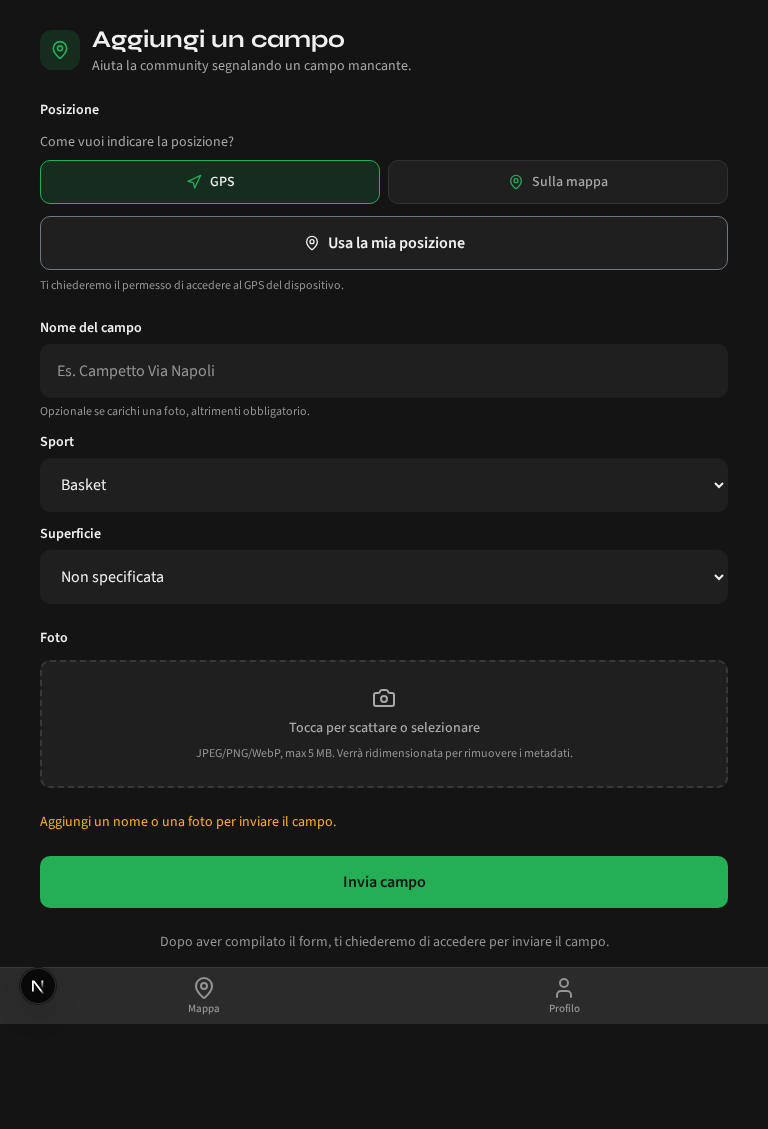 Aggiungi un campo
Aiuta la community segnalando un campo mancante.
Posizione
Come vuoi indicare la posizione?
GPS
Sulla mappa
Usa la mia posizione
Ti chiederemo il permesso di accedere al GPS del dispositivo.
Nome del campo
Es. Campetto Via Napoli
Opzionale se carichi una foto, altrimenti obbligatorio.
Sport
Basket
Superficie
Non specificata
Foto
Tocca per scattare o selezionare
JPEG/PNG/WebP, max 5 MB. Verrà ridimensionata per rimuovere i metadati.
Aggiungi un nome o una foto per inviare il campo.
Invia campo
Dopo aver compilato il form, ti chiederemo di accedere per inviare il campo.
N
Mappa
Profilo